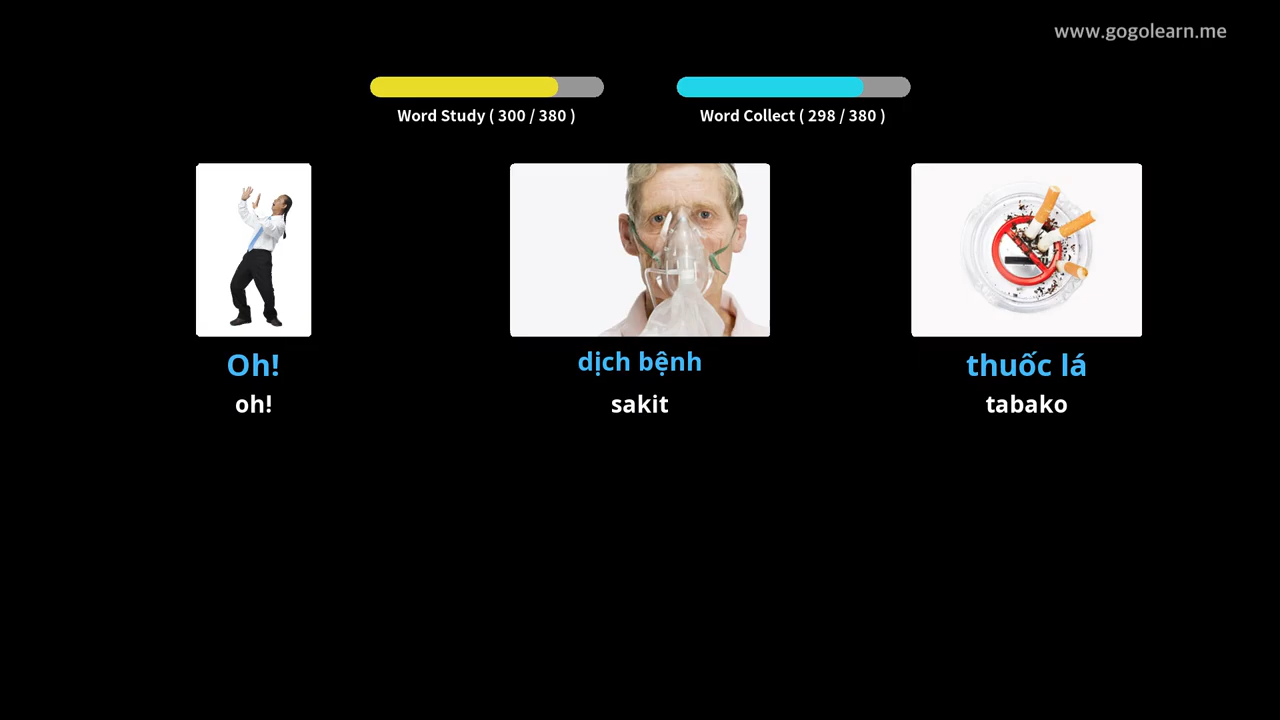 www.gogolearn.me
Word Study ( 300 / 380 )
Word Collect ( 298 / 380 )
Oh!
oh!
dịch bệnh
sakit
thuốc lá
tabako